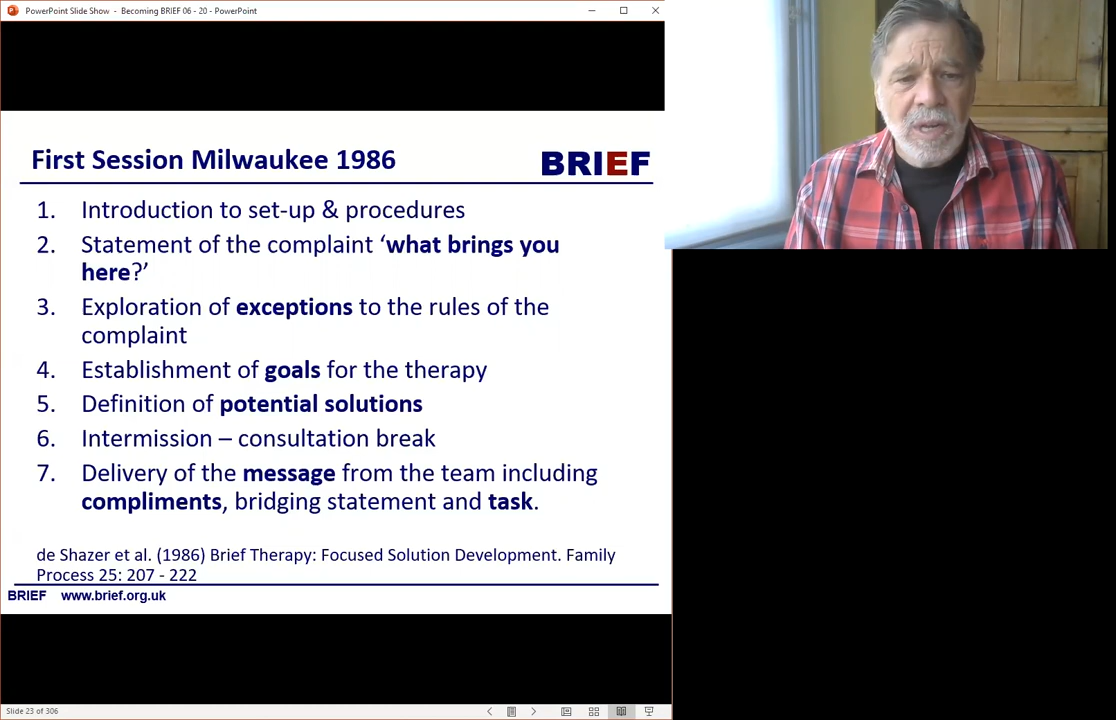 PowerPoint Slide Show - Becoming BRIEF 06 - 20 - PowerPoint
First Session Milwaukee 1986
BRIEF
1. Introduction to set-up & procedures
2. Statement of the complaint ‘what brings you
here?’
3. Exploration of exceptions to the rules of the
complaint
4. Establishment of goals for the therapy
5. Definition of potential solutions
6. Intermission – consultation break
7. Delivery of the message from the team including
compliments, bridging statement and task.
de Shazer et al. (1986) Brief Therapy: Focused Solution Development. Family
Process 25: 207 - 222
BRIEF www.brief.org.uk
Slide 23 of 306